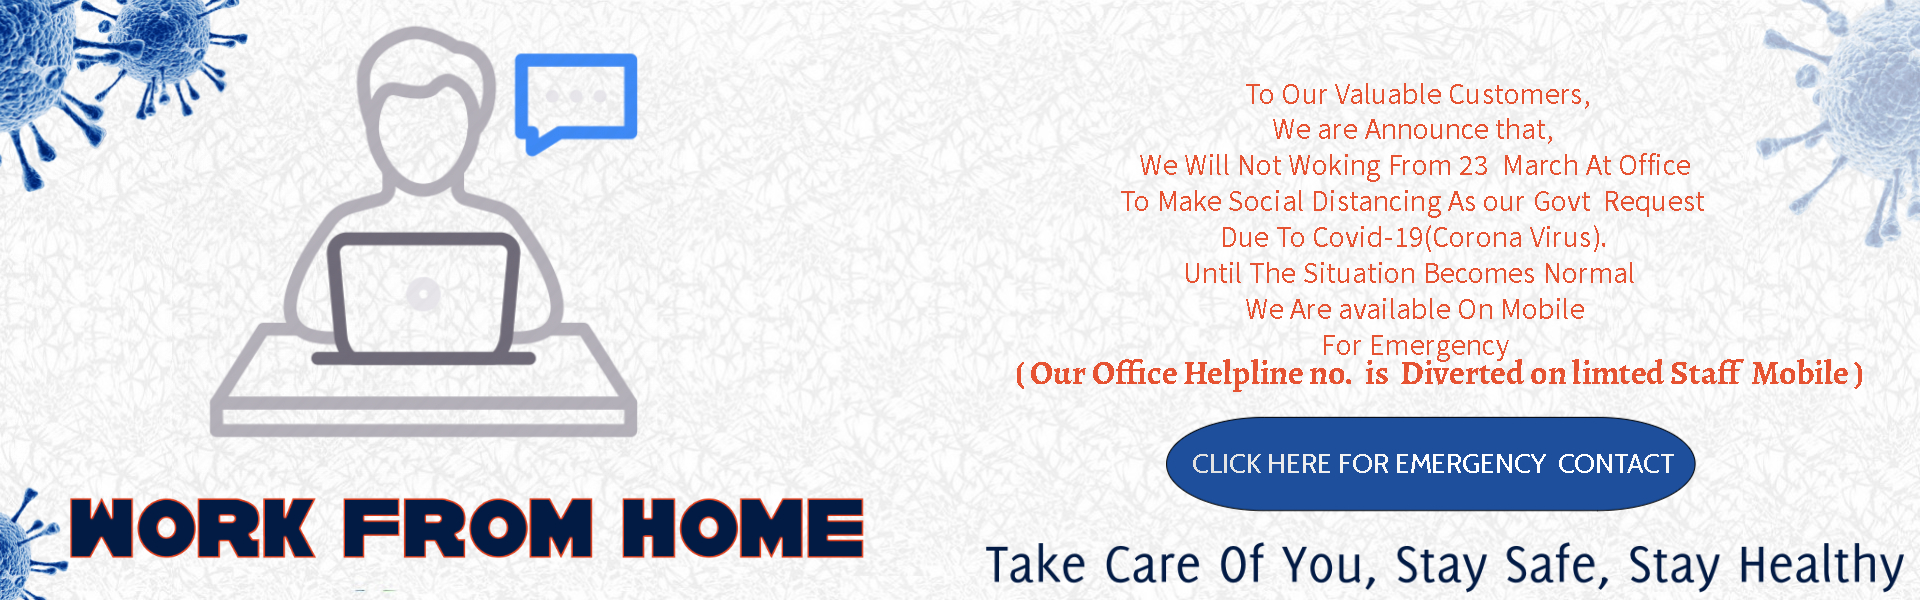 To Our Valuable Customers,
We are Announce that,
We Will Not Woking From 23 March At Office
To Make Social Distancing As our Govt Request
Due To Covid-19(Corona Virus).
Until The Situation Becomes Normal
We Are available On Mobile
For Emergency
( Our Office Helpline no. is Diverted on limted Staff Mobile )
CLICK HERE FOR EMERGENCY CONTACT
WORK FROM HOME
Take Care Of You, Stay Safe, Stay Healthy